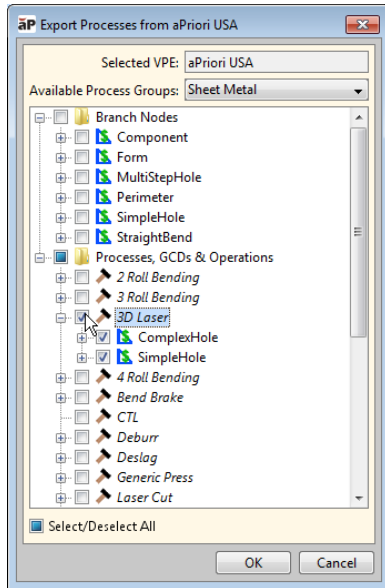 aP Export Processes from aPriori USA
Selected VPE: aPriori USA
Available Process Groups: Sheet Metal
Branch Nodes
Component
Form
MultiStepHole
Perimeter
SimpleHole
StraightBend
Processes, GCDs & Operations
2 Roll Bending
3 Roll Bending
3D Laser
ComplexHole
SimpleHole
4 Roll Bending
Bend Brake
CTL
Deburr
Deslag
Generic Press
Laser Cut
Select/Deselect All
OK Cancel